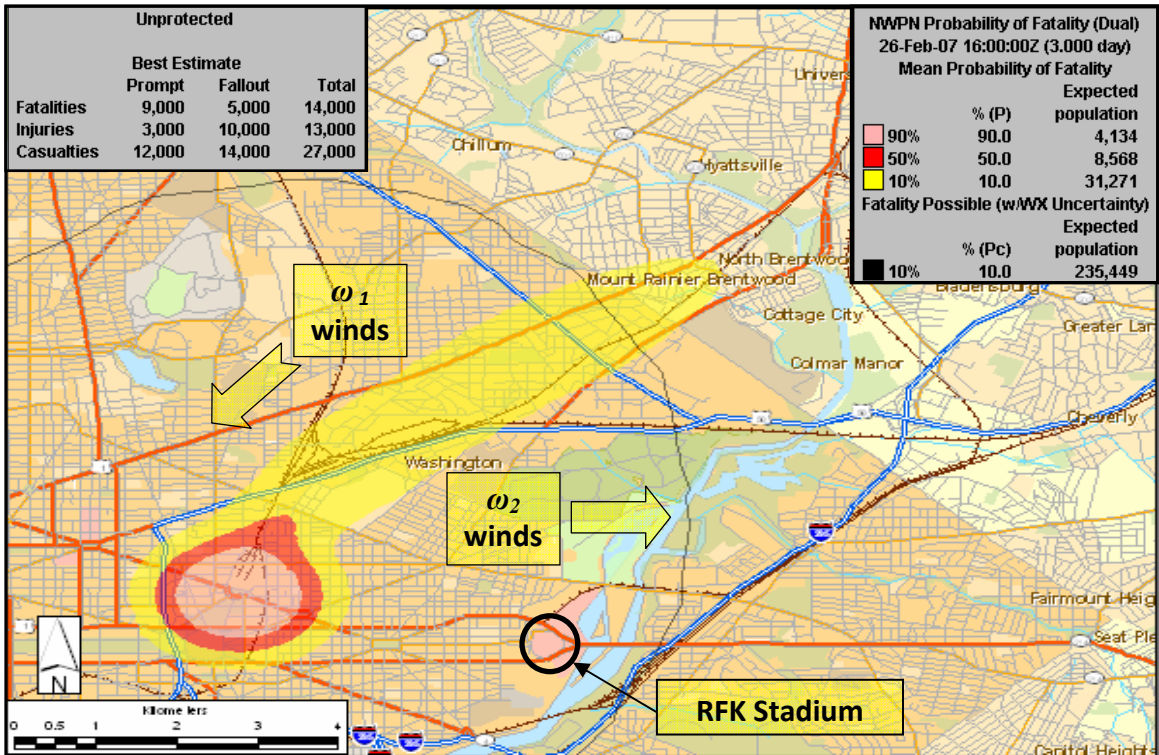 Unprotected
Best Estimate
Prompt Fallout Total
Fatalities 9,000 5,000 14,000
Injuries 3,000 10,000 13,000
Casualties 12,000 14,000 27,000
NWPN Probability of Fatality (Dual)
26-Feb-07 16:00:00Z (3.000 day)
Mean Probability of Fatality
Expected
% (P) population
90% 90.0 4,134
50% 50.0 8,568
10% 10.0 31,271
Fatality Possible (w/WX Uncertainty)
Expected
% (Pc) population
10% 10.0 235,449
Univers
Chillum
Hyattsville
North Brentwood
Mount Rainier Brentwood
Bladensburg
Cottage City
Greater Lan
Colmar Manor
Cheverly
ω1
winds
Washington
ω2
winds
Fairmount Heig
Seat Ple
RFK Stadium
N
Kilometers
0 0.5 1 2 3 4
Capitol Heights